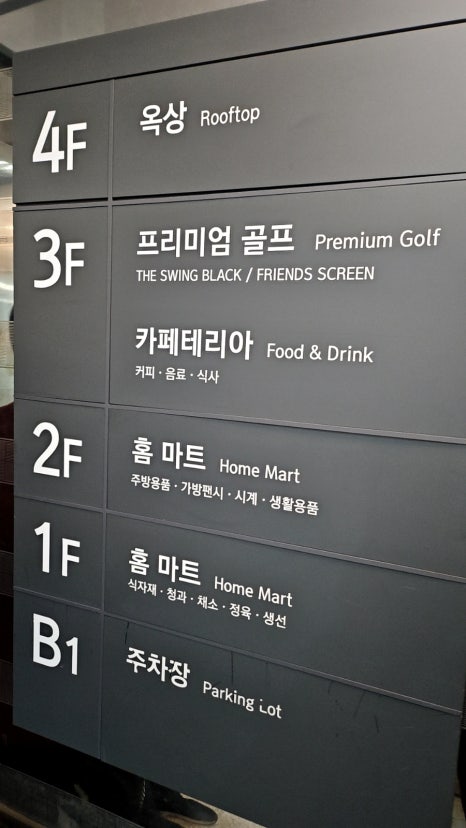 4F 옥상 Rooftop
3F 프리미엄 골프 Premium Golf
THE SWING BLACK / FRIENDS SCREEN
카페테리아 Food & Drink
커피 · 음료 · 식사
2F 홈 마트 Home Mart
주방용품 · 가방팬시 · 시계 · 생활용품
1F 홈 마트 Home Mart
식자재 · 청과 · 채소 · 정육 · 생선
B1 주차장 Parking Lot